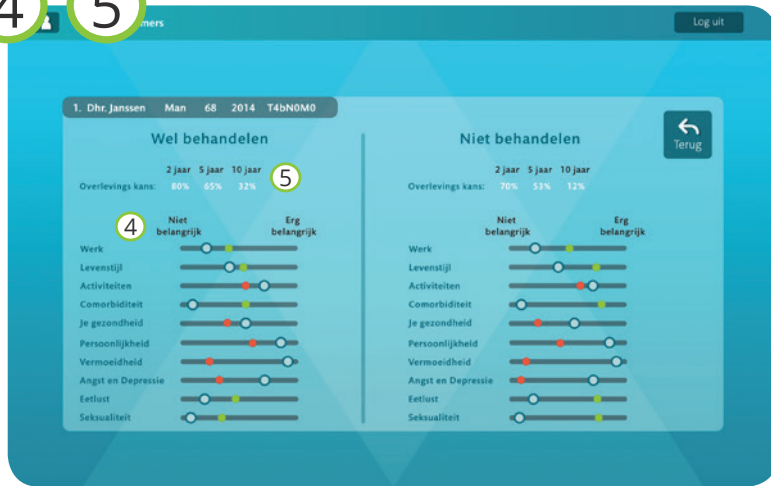 4 5
mers
Log uit
1. Dhr. Janssen Man 68 2014 T4bN0M0
Terug
Wel behandelen
2 jaar 5 jaar 10 jaar
Overlevings kans: 80% 65% 32%
5
4
Niet belangrijk
Erg belangrijk
Werk
Levenstijl
Activiteiten
Comorbiditeit
Je gezondheid
Persoonlijkheid
Vermoeidheid
Angst en Depressie
Eetlust
Seksualiteit
Niet behandelen
2 jaar 5 jaar 10 jaar
Overlevings kans: 70% 53% 12%
Niet belangrijk
Erg belangrijk
Werk
Levenstijl
Activiteiten
Comorbiditeit
Je gezondheid
Persoonlijkheid
Vermoeidheid
Angst en Depressie
Eetlust
Seksualiteit